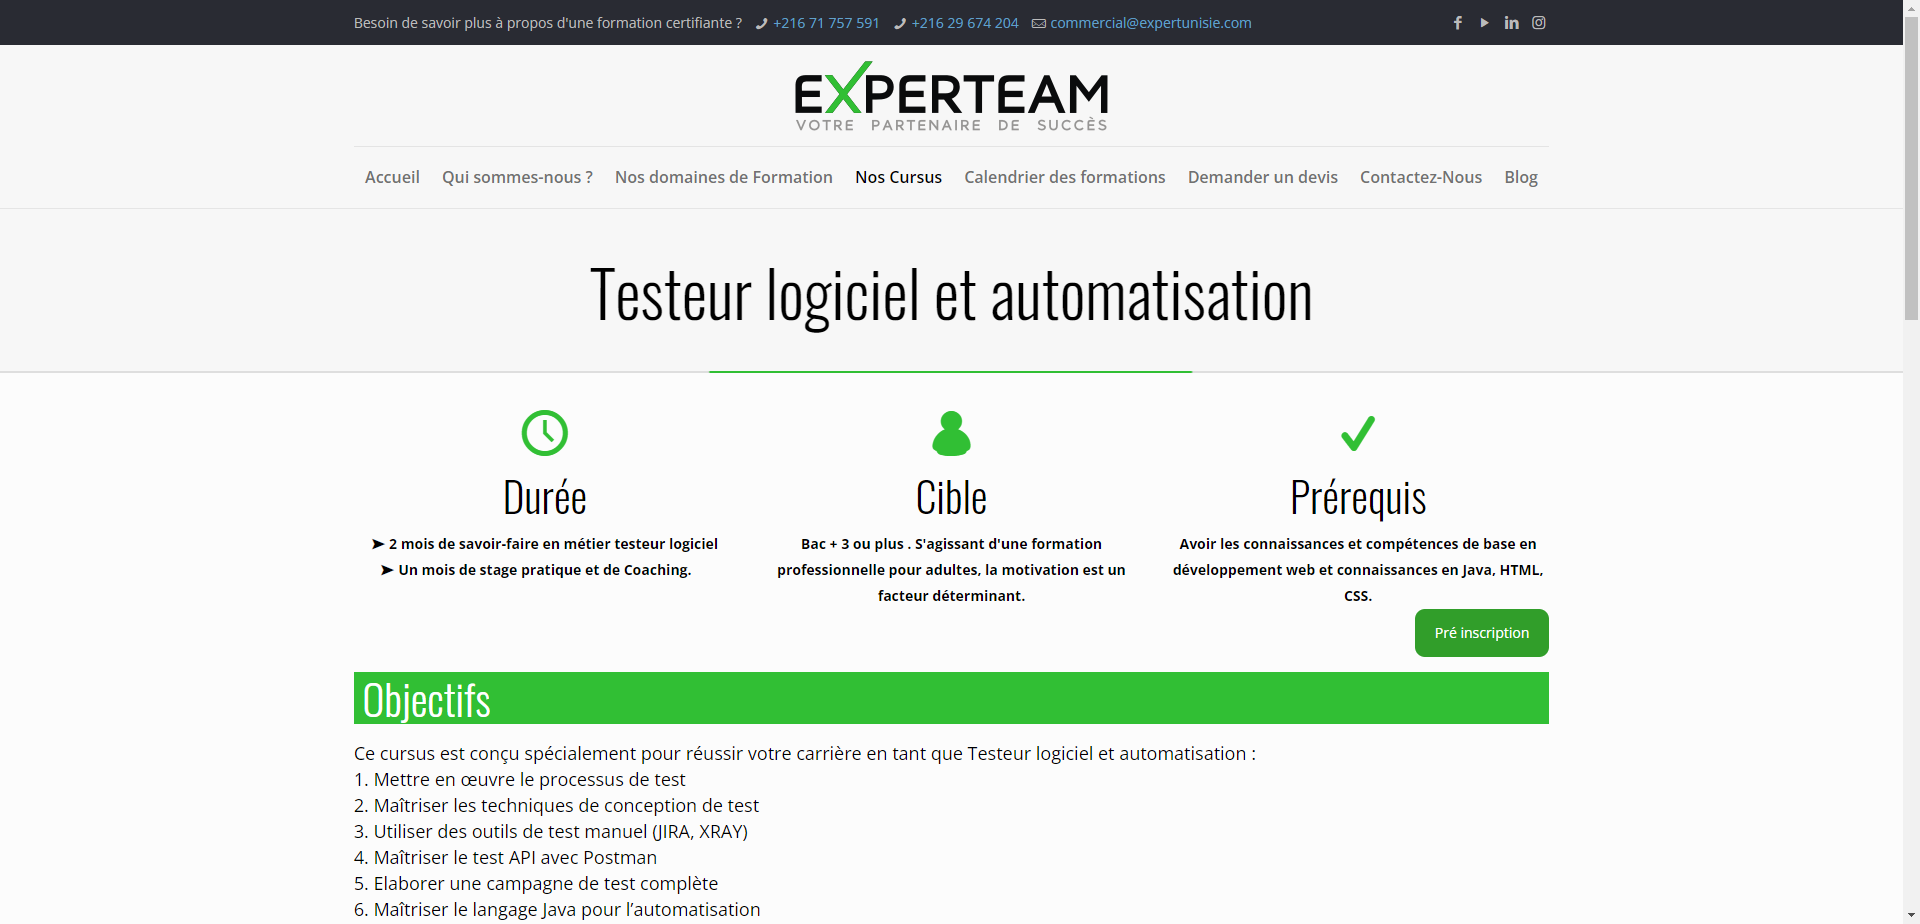 Besoin de savoir plus à propos d'une formation certifiante ? +216 71 757 591 +216 29 674 204 commercial@expertunisie.com
EXPERTEAM
VOTRE PARTENAIRE DE SUCCÈS
Accueil Qui sommes-nous ? Nos domaines de Formation Nos Cursus Calendrier des formations Demander un devis Contactez-Nous Blog
Testeur logiciel et automatisation
Durée
➤ 2 mois de savoir-faire en métier testeur logiciel
➤ Un mois de stage pratique et de Coaching.
Cible
Bac + 3 ou plus . S'agissant d'une formation
professionnelle pour adultes, la motivation est un
facteur déterminant.
Prérequis
Avoir les connaissances et compétences de base en
développement web et connaissances en Java, HTML,
CSS.
Pré inscription
Objectifs
Ce cursus est conçu spécialement pour réussir votre carrière en tant que Testeur logiciel et automatisation :
1. Mettre en œuvre le processus de test
2. Maîtriser les techniques de conception de test
3. Utiliser des outils de test manuel (JIRA, XRAY)
4. Maîtriser le test API avec Postman
5. Elaborer une campagne de test complète
6. Maîtriser le langage Java pour l’automatisation